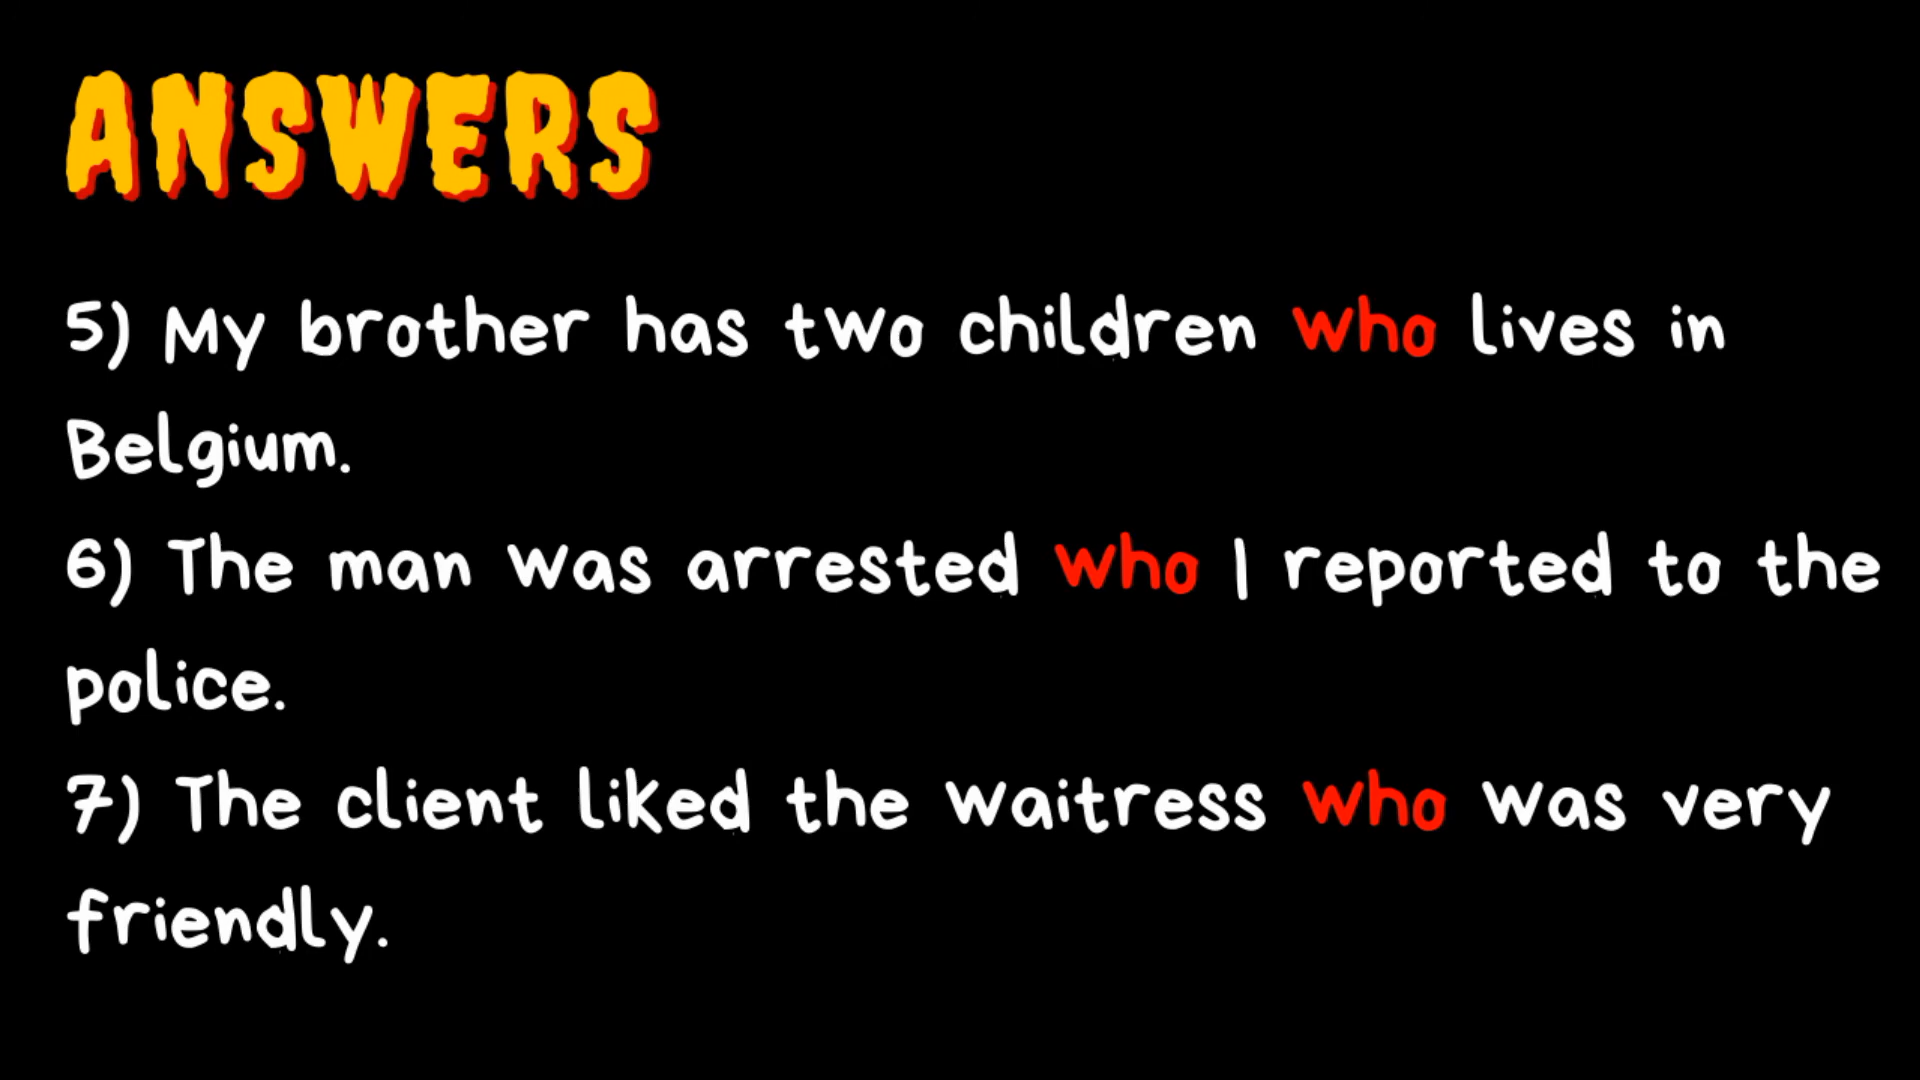 ANSWERS
5) My brother has two children who lives in
Belgium.
6) The man was arrested who I reported to the
police.
7) The client liked the waitress who was very
friendly.